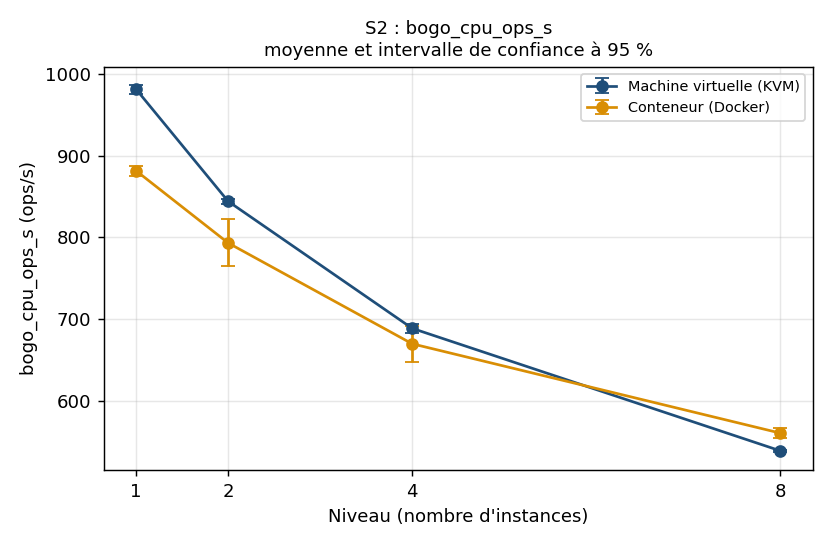 S2 : bogo_cpu_ops_s
moyenne et intervalle de confiance à 95 %
Machine virtuelle (KVM)
Conteneur (Docker)
bogo_cpu_ops_s (ops/s)
1000
900
800
700
600
1 2 4 8
Niveau (nombre d'instances)